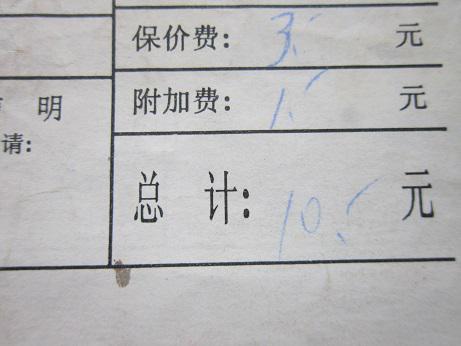 保价费: 3.- 元
附加费: 1.- 元
明
请:
总 计: 10.- 元